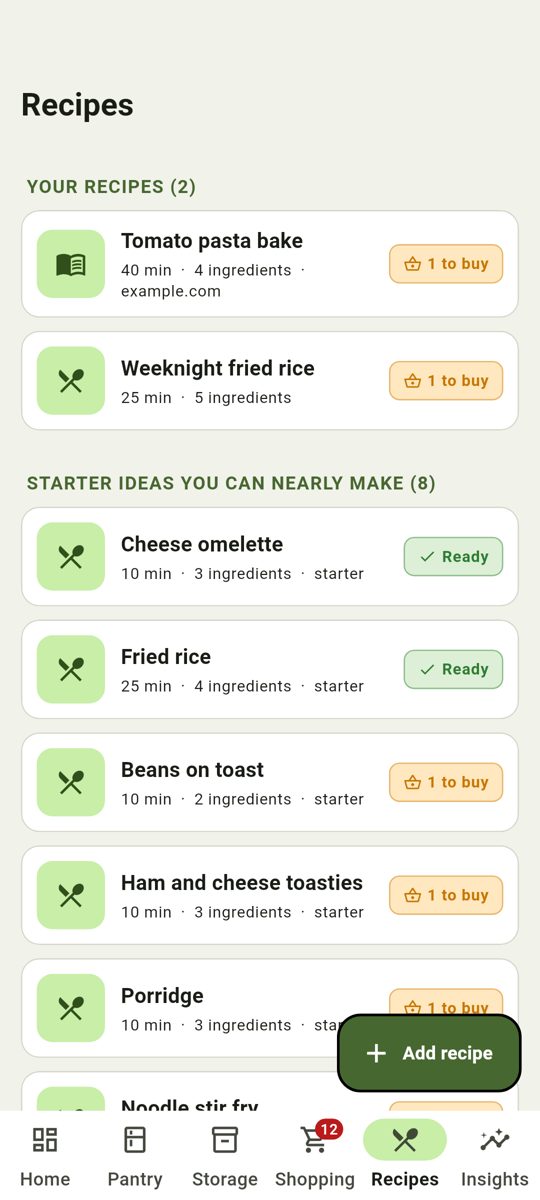 Recipes
YOUR RECIPES (2)
Tomato pasta bake
40 min · 4 ingredients ·
example.com
1 to buy
Weeknight fried rice
25 min · 5 ingredients
1 to buy
STARTER IDEAS YOU CAN NEARLY MAKE (8)
Cheese omelette
10 min · 3 ingredients · starter
Ready
Fried rice
25 min · 4 ingredients · starter
Ready
Beans on toast
10 min · 2 ingredients · starter
1 to buy
Ham and cheese toasties
10 min · 3 ingredients · starter
1 to buy
Porridge
10 min · 3 ingredients ·
1 to buy
Add recipe
Noodle stir fry
12
Home Pantry Storage Shopping Recipes Insights